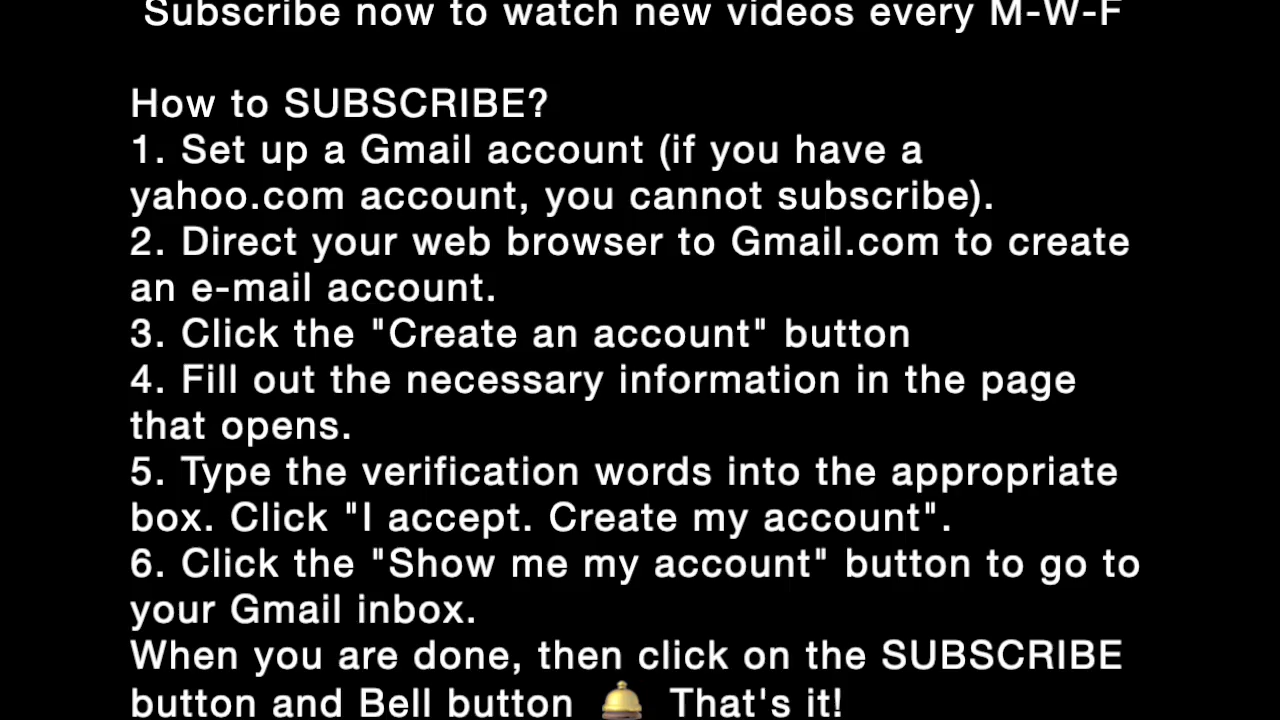 Subscribe now to watch new videos every M-W-F
How to SUBSCRIBE?
1. Set up a Gmail account (if you have a
yahoo.com account, you cannot subscribe).
2. Direct your web browser to Gmail.com to create
an e-mail account.
3. Click the "Create an account" button
4. Fill out the necessary information in the page
that opens.
5. Type the verification words into the appropriate
box. Click "I accept. Create my account".
6. Click the "Show me my account" button to go to
your Gmail inbox.
When you are done, then click on the SUBSCRIBE
button and Bell button 🛎 That's it!